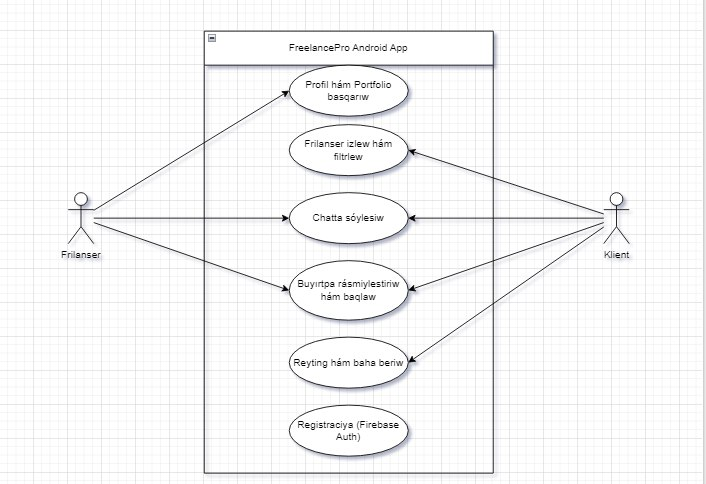 FreelancePro Android App
Profil hám Portfolio
basqarıw
Frilanser izlew hám
filtrlew
Chatta sóylesiw
Frilanser
Klient
Buyırtpa rásmiylestiriw
hám baqlaw
Reyting hám baha beriw
Registraciya (Firebase
Auth)